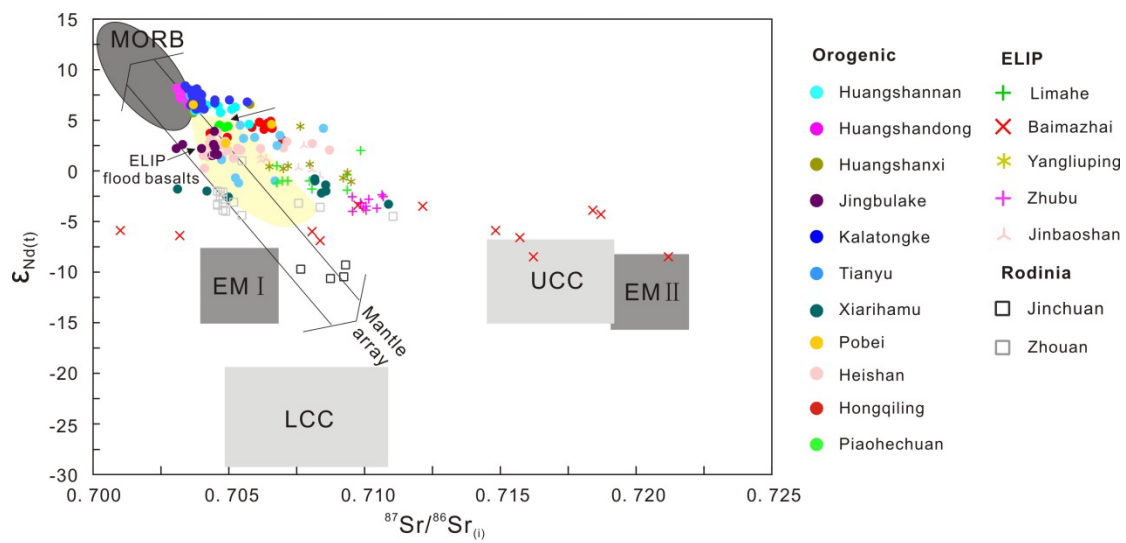 15
10
5
0
-5
-10
-15
-20
-25
-30
εNd(t)
0.700
0.705
0.710
0.715
0.720
0.725
⁸⁷Sr/⁸⁶Sr(i)
MORB
ELIP
flood basalts
EM Ⅰ
UCC
EM Ⅱ
LCC
Mantle
array
Orogenic
Huangshannan
Huangshandong
Huangshanxi
Jingbulake
Kalatongke
Tianyu
Xiarihamu
Pobei
Heishan
Hongqiling
Piaohechuan
ELIP
Limahe
Baimazhai
Yangliuping
Zhubu
Jinbaoshan
Rodinia
Jinchuan
Zhouan